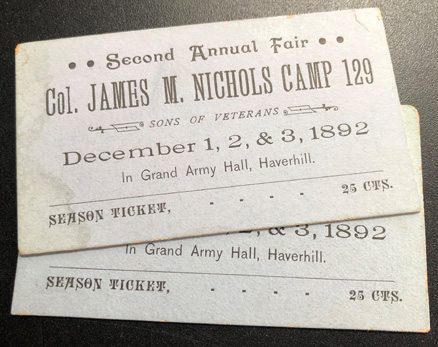 Second Annual Fair
Col. JAMES M. NICHOLS CAMP 129
SONS OF VETERANS
December 1, 2, & 3, 1892
In Grand Army Hall, Haverhill.
SEASON TICKET, - - - - 25 CTS.
2, & 3, 1892
In Grand Army Hall, Haverhill.
SEASON TICKET, - - - - 25 CTS.